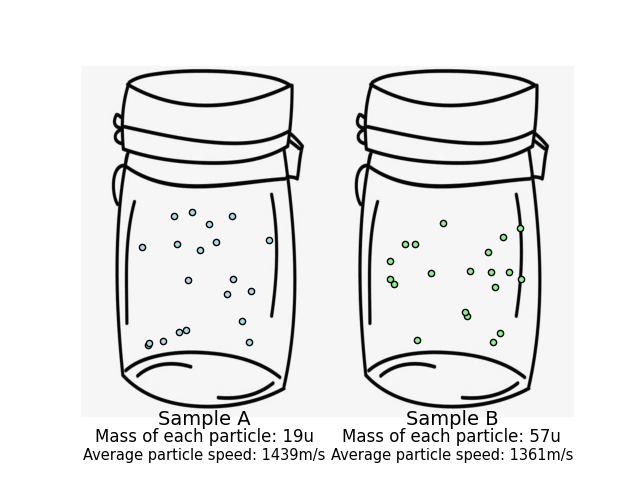 Sample A
Mass of each particle: 19u
Average particle speed: 1439m/s
Sample B
Mass of each particle: 57u
Average particle speed: 1361m/s